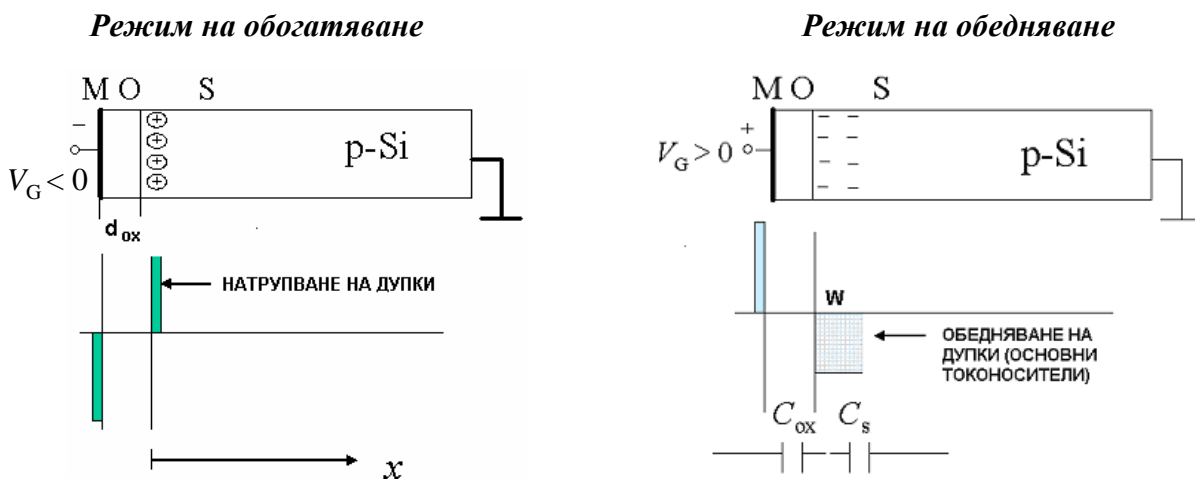 Режим на обогатяване
M O S
−
V_G < 0
p-Si
d_ox
НАТРУПВАНЕ НА ДУПКИ
x
Режим на обедняване
M O S
+
V_G > 0
p-Si
W
ОБЕДНЯВАНЕ НА
ДУПКИ (ОСНОВНИ
ТОКОНОСИТЕЛИ)
C_ox C_s